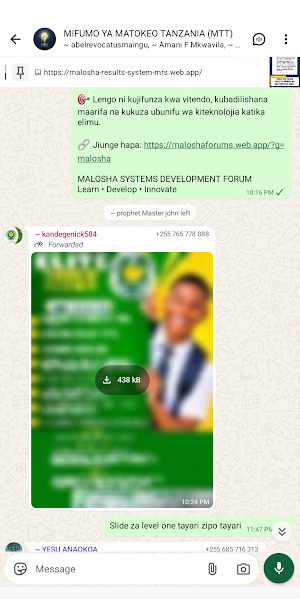 MIFUMO YA MATOKEO TANZANIA (MTT)
~ abelrevocatusmaingu, ~ Amani F Mkwavila, ~ ...
https://malosha-results-system-mrs.web.app/
🎯 Lengo ni kujifunza kwa vitendo, kubadilishana
maarifa na kukuza ubunifu wa kiteknolojia katika
elimu.
🔗 Jiunge hapa: https://maloshaforums.web.app/?g=
malosha
MALOSHA SYSTEMS DEVELOPMENT FORUM
Learn • Develop • Innovate
10:16 PM
~ prophet Master john left
~ kandegenick584 +255 765 778 888
Forwarded
438 kB
10:24 PM
Slide za level one tayari zipo tayari 11:47 PM
~ YESU ANAOKOA +255 685 716 313
Message